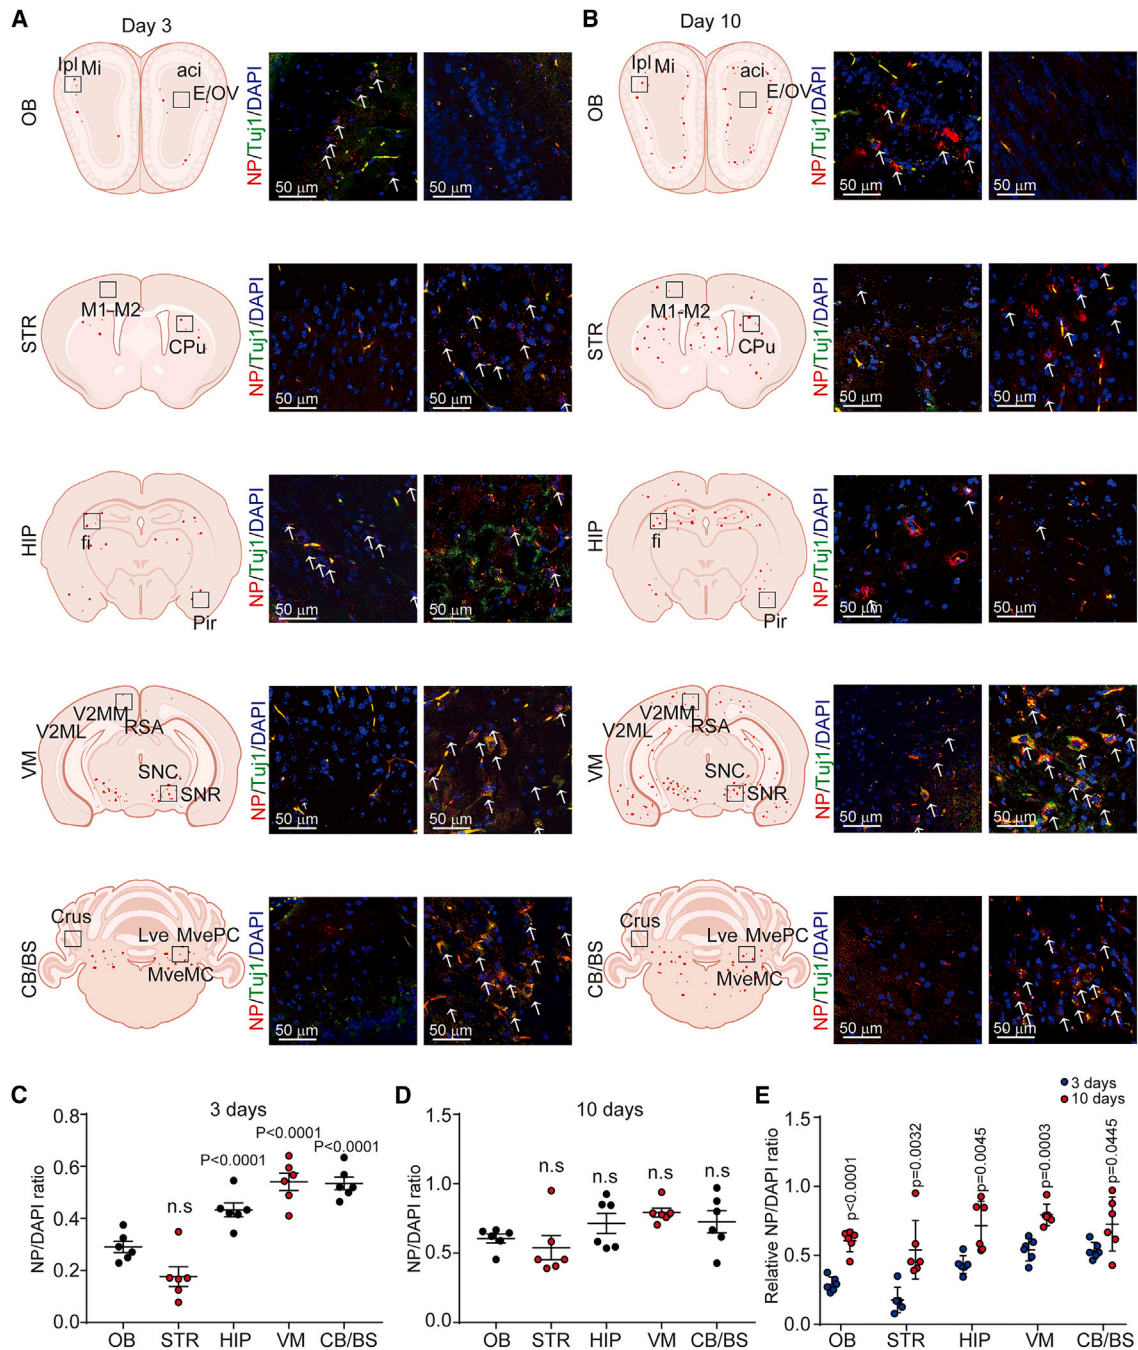 A
Day 3
B
Day 10
OB
Ipl Mi
aci
E/OV
NP/Tuj1/DAPI
50 μm
50 μm
OB
Ipl Mi
aci
E/OV
NP/Tuj1/DAPI
50 μm
50 μm
STR
M1-M2
CPu
NP/Tuj1/DAPI
50 μm
50 μm
STR
M1-M2
CPu
NP/Tuj1/DAPI
50 μm
50 μm
HIP
fi
Pir
NP/Tuj1/DAPI
50 μm
50 μm
HIP
fi
Pir
NP/Tuj1/DAPI
50 μm
50 μm
VM
V2MM
V2ML
RSA
SNC
SNR
NP/Tuj1/DAPI
50 μm
50 μm
VM
V2MM
V2ML
RSA
SNC
SNR
NP/Tuj1/DAPI
50 μm
50 μm
CB/BS
Crus
Lve MvePC
MveMC
NP/Tuj1/DAPI
50 μm
50 μm
CB/BS
Crus
Lve MvePC
MveMC
NP/Tuj1/DAPI
50 μm
50 μm
C
3 days
NP/DAPI ratio
0.8
0.6
0.4
0.2
0.0
n.s
P<0.0001
P<0.0001
P<0.0001
OB STR HIP VM CB/BS
D
10 days
NP/DAPI ratio
1.5
1.0
0.5
0.0
n.s
n.s
n.s
n.s
OB STR HIP VM CB/BS
E
3 days
10 days
Relative NP/DAPI ratio
1.5
1.0
0.5
0.0
p<0.0001
p=0.0032
p=0.0045
p=0.0003
p=0.0445
OB STR HIP VM CB/BS